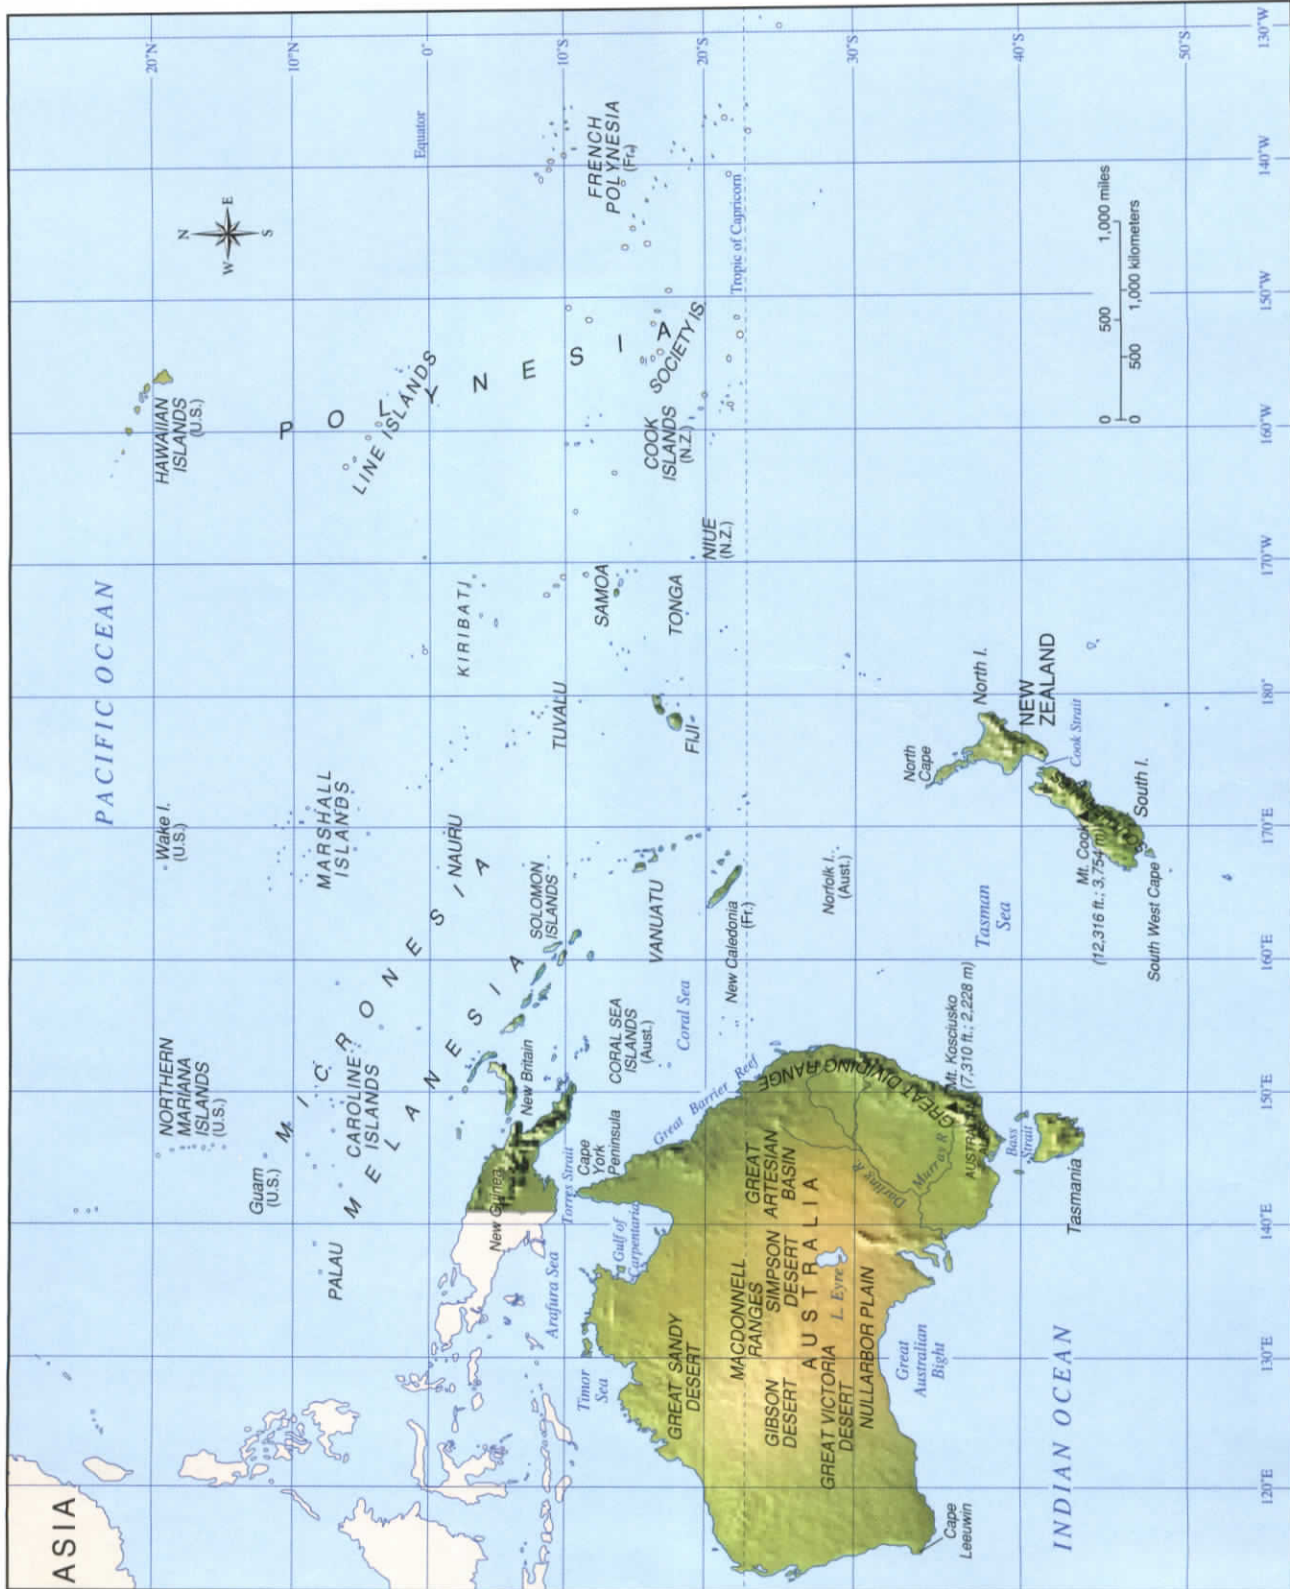 ASIA
PACIFIC OCEAN
20°N
NORTHERN
MARIANA
ISLANDS
(U.S.)
Wake I.
(U.S.)
HAWAIIAN
ISLANDS
(U.S.)
N
W
E
S
Guam
(U.S.)
10°N
PALAU
CAROLINE
ISLANDS
MICRONESIA
MARSHALL
ISLANDS
LINE ISLANDS
POLYNESIA
Equator
0°
MELANESIA
NAURU
KIRIBATI
New Guinea
New Britain
SOLOMON
ISLANDS
TUVALU
10°S
Arafura Sea
Torres Strait
Timor
Sea
Cape
York
Peninsula
SAMOA
FRENCH
POLYNESIA
(Fr.)
Gulf of
Carpentaria
CORAL SEA
ISLANDS
(Aust.)
VANUATU
COOK
ISLANDS
(N.Z.)
SOCIETY IS.
TONGA
FIJI
Coral Sea
20°S
NIUE
(N.Z.)
GREAT SANDY
DESERT
Great Barrier Reef
New Caledonia
(Fr.)
Tropic of Capricorn
MACDONNELL
RANGES
GREAT
ARTESIAN
BASIN
GIBSON
DESERT
SIMPSON
DESERT
GREAT DIVIDING RANGE
AUSTRALIA
GREAT VICTORIA
DESERT
L. Eyre
Norfolk I.
(Aust.)
30°S
NULLARBOR PLAIN
Darling R.
Murray R.
Great
Australian
Bight
North
Cape
Cape
Leeuwin
Mt. Kosciusko
(7,310 ft.; 2,228 m)
Tasman
Sea
North I.
Bass
Strait
NEW
ZEALAND
40°S
INDIAN OCEAN
Tasmania
Cook Strait
Mt. Cook
(12,316 ft.; 3,754 m)
South I.
South West Cape
0 500 1,000 miles
0 500 1,000 kilometers
50°S
120°E 130°E 140°E 150°E 160°E 170°E 180° 170°W 160°W 150°W 140°W 130°W